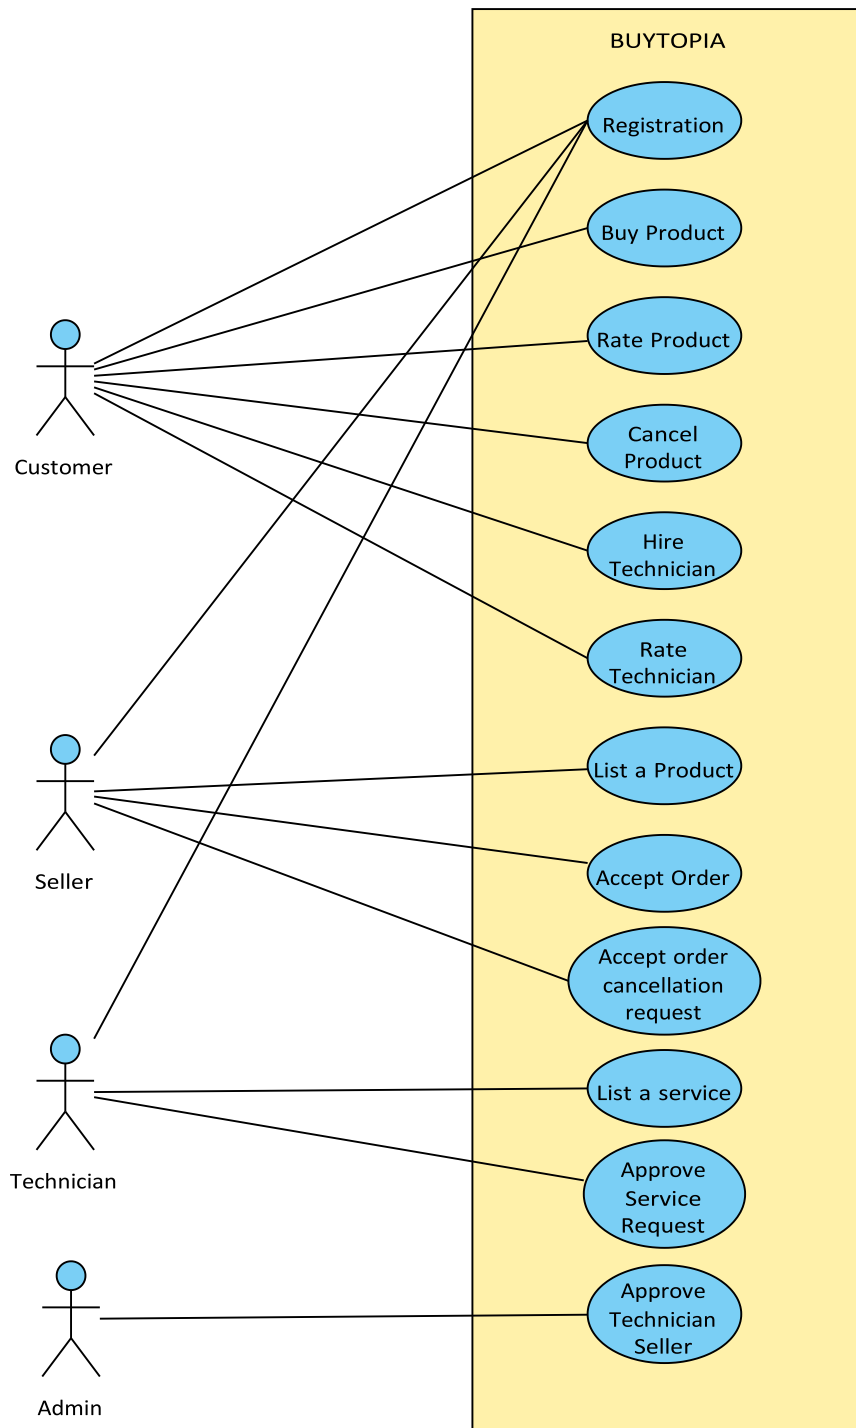 BUYTOPIA
Registration
Buy Product
Rate Product
Cancel
Product
Customer
Hire
Technician
Rate
Technician
List a Product
Seller
Accept Order
Accept order
cancellation
request
List a service
Technician
Approve
Service
Request
Approve
Technician
Seller
Admin